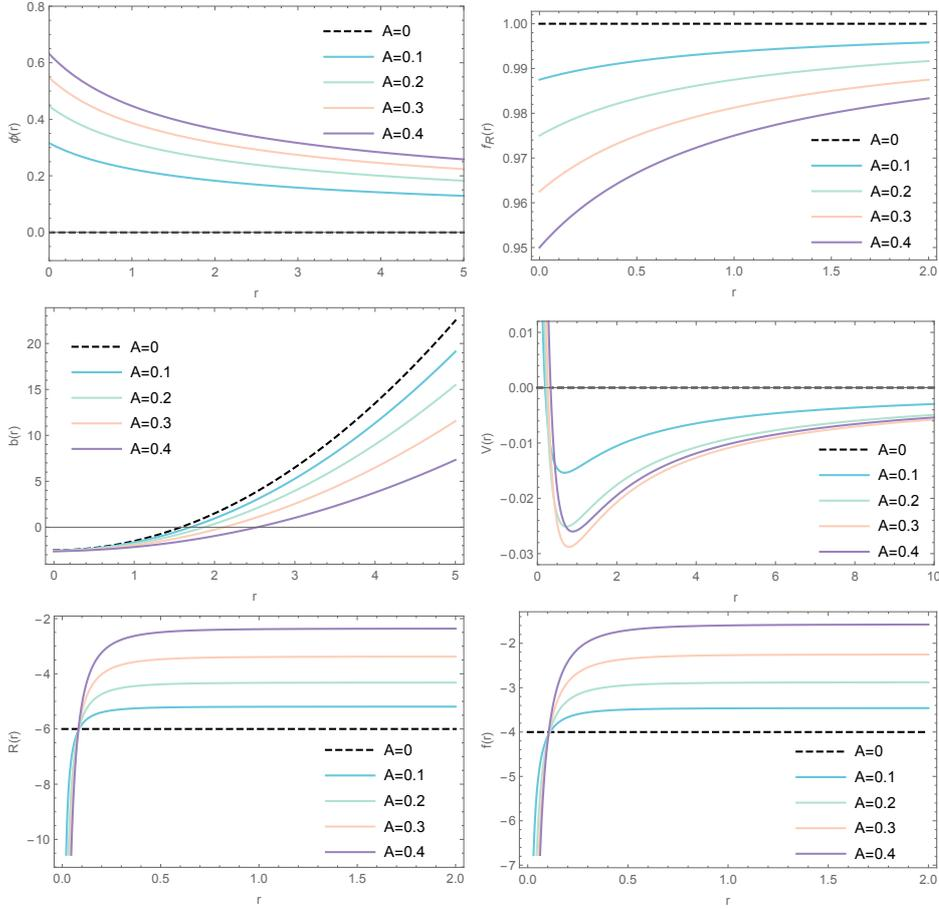 0.8
0.6
0.4
0.2
0.0
ϕ(r)
A=0
A=0.1
A=0.2
A=0.3
A=0.4
0 1 2 3 4 5
r
1.00
0.99
0.98
0.97
0.96
0.95
f_R(r)
A=0
A=0.1
A=0.2
A=0.3
A=0.4
0.0 0.5 1.0 1.5 2.0
r
20
15
10
5
0
b(r)
A=0
A=0.1
A=0.2
A=0.3
A=0.4
0 1 2 3 4 5
r
0.01
0.00
-0.01
-0.02
-0.03
V(r)
A=0
A=0.1
A=0.2
A=0.3
A=0.4
0 2 4 6 8 10
r
-2
-4
-6
-8
-10
R(r)
A=0
A=0.1
A=0.2
A=0.3
A=0.4
0.0 0.5 1.0 1.5 2.0
r
-2
-3
-4
-5
-6
-7
f(r)
A=0
A=0.1
A=0.2
A=0.3
A=0.4
0.0 0.5 1.0 1.5 2.0
r